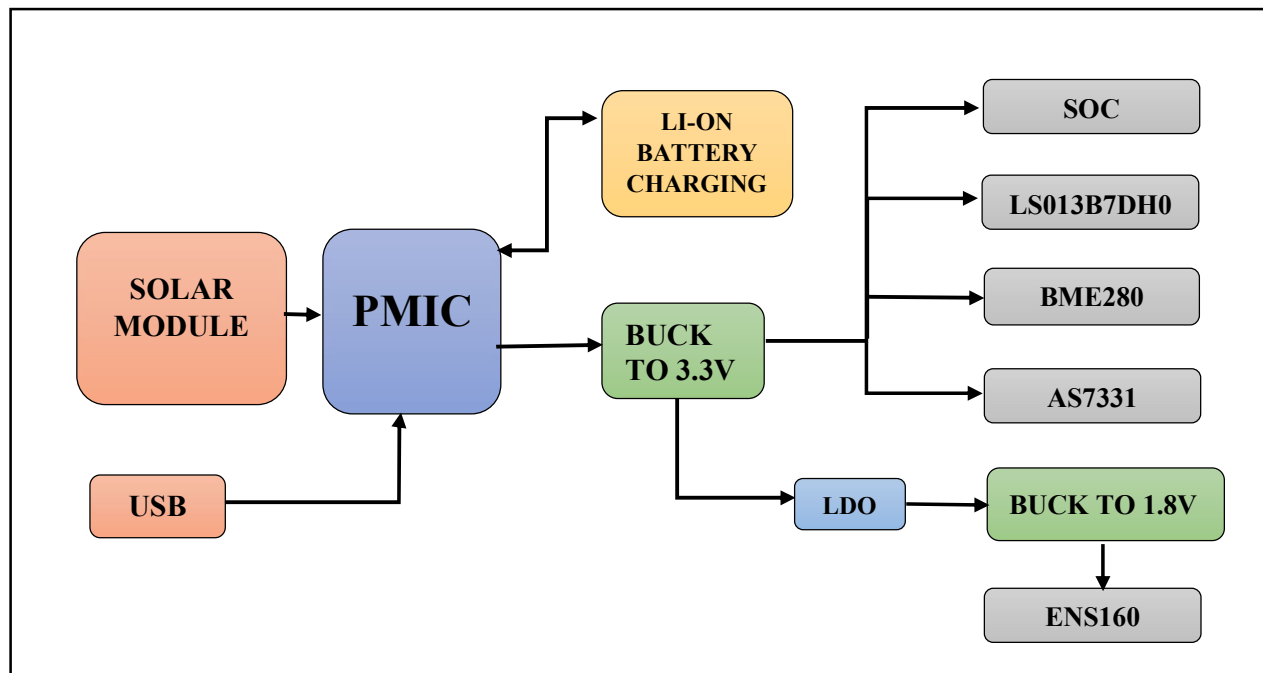 SOLAR
MODULE
USB
PMIC
LI-ON
BATTERY
CHARGING
BUCK
TO 3.3V
SOC
LS013B7DH0
BME280
AS7331
LDO
BUCK TO 1.8V
ENS160